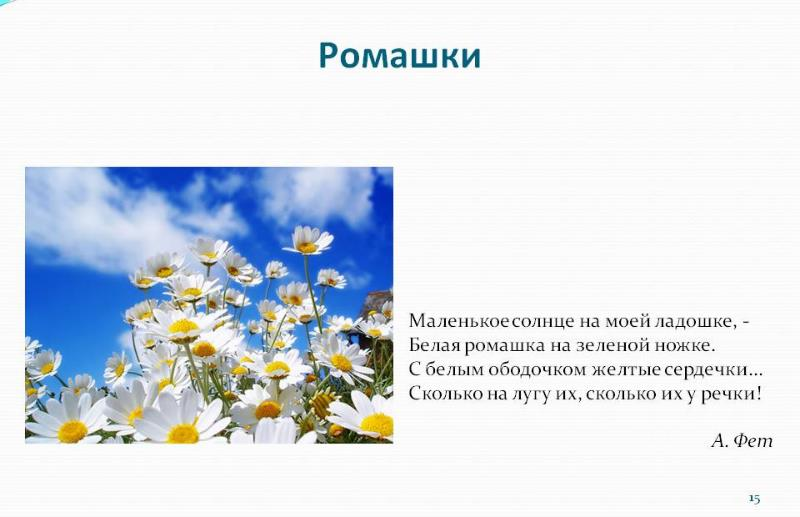 Ромашки
Маленькое солнце на моей ладошке, -
Белая ромашка на зеленой ножке.
С белым ободочком желтые сердечки...
Сколько на лугу их, сколько их у речки!
А. Фет
15